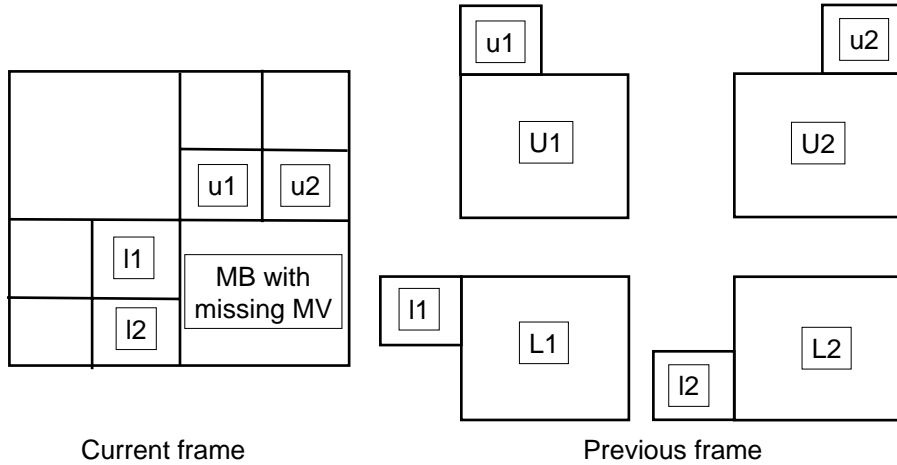 u1
u2
u1
u2
U1
U2
l1
l2
MB with
missing MV
l1
L1
l2
L2
Current frame
Previous frame